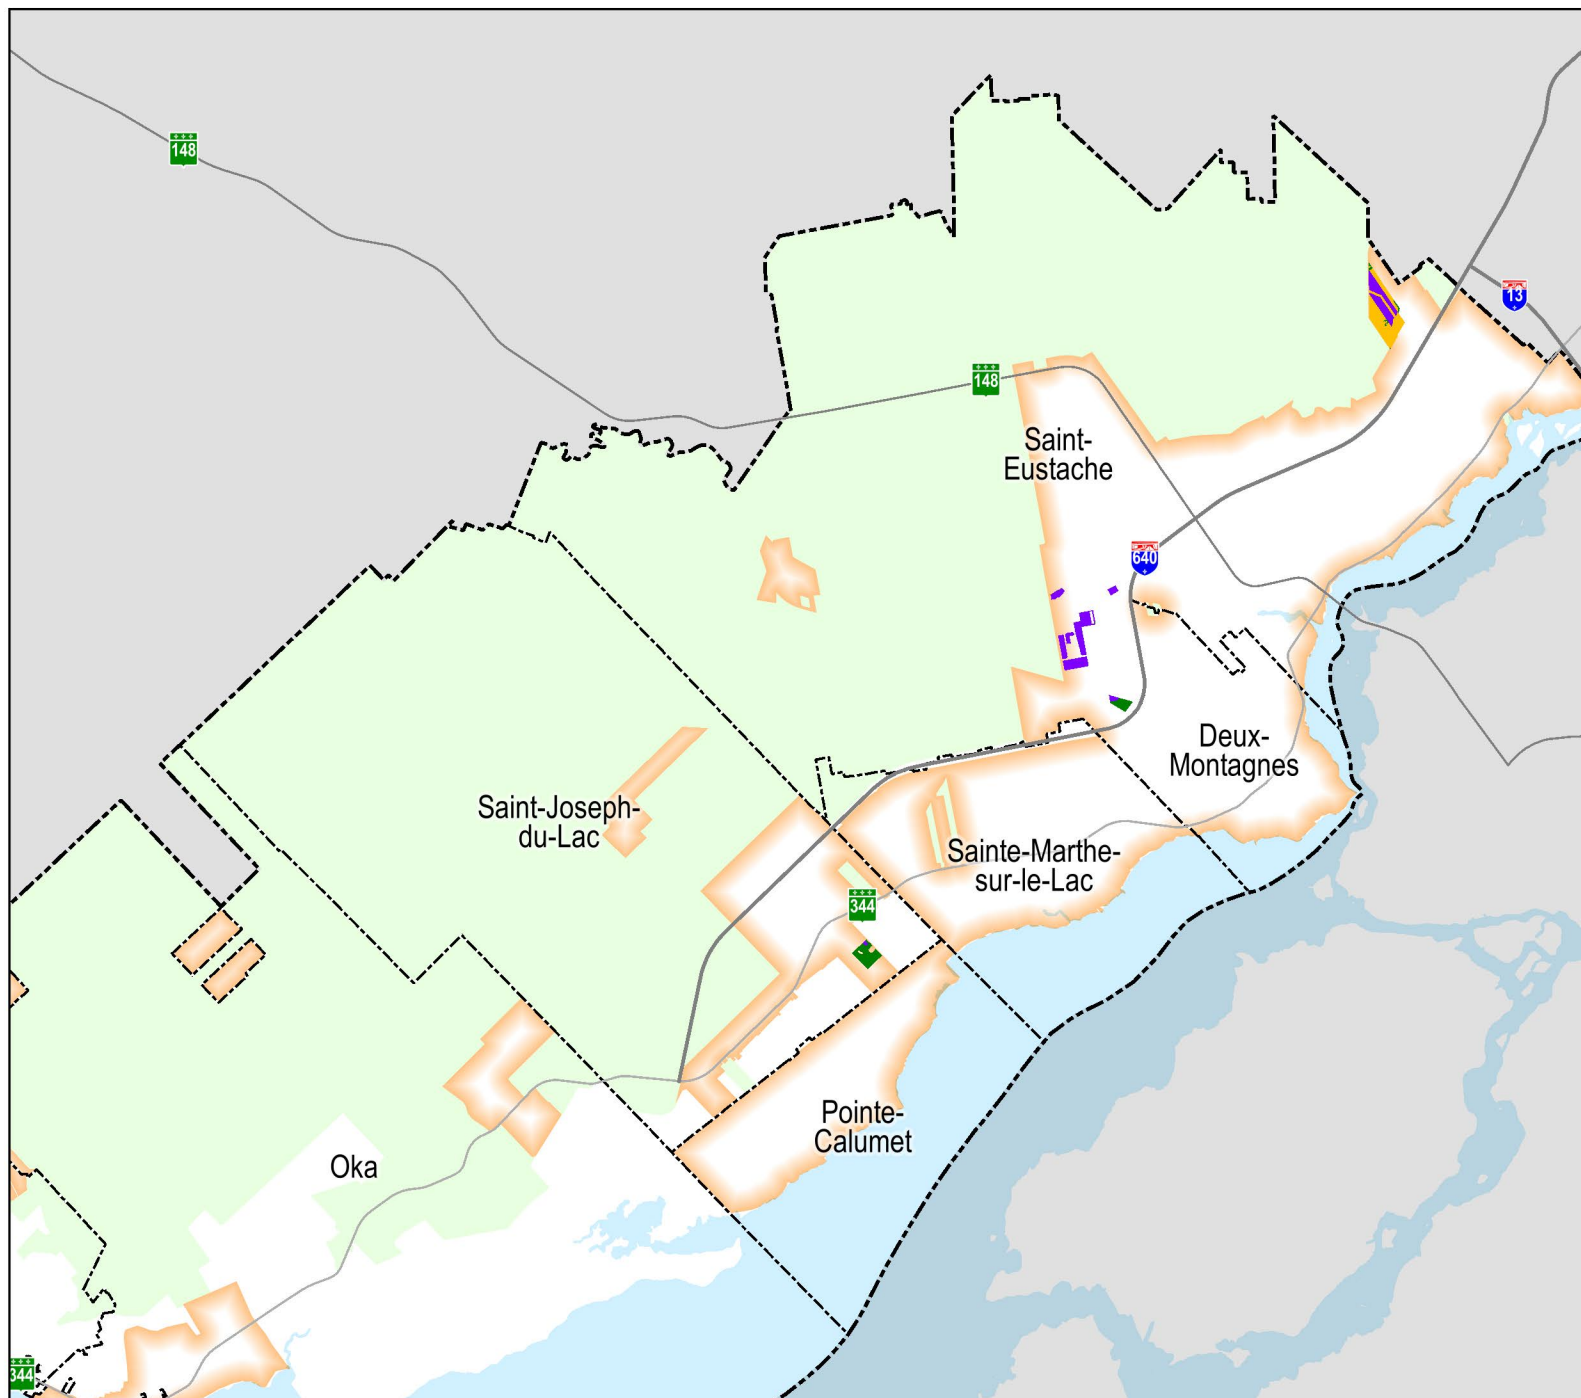 148
13
148
Saint-
Eustache
640
Deux-
Montagnes
Saint-Joseph-
du-Lac
Sainte-Marthe-
sur-le-Lac
344
Pointe-
Calumet
Oka
344